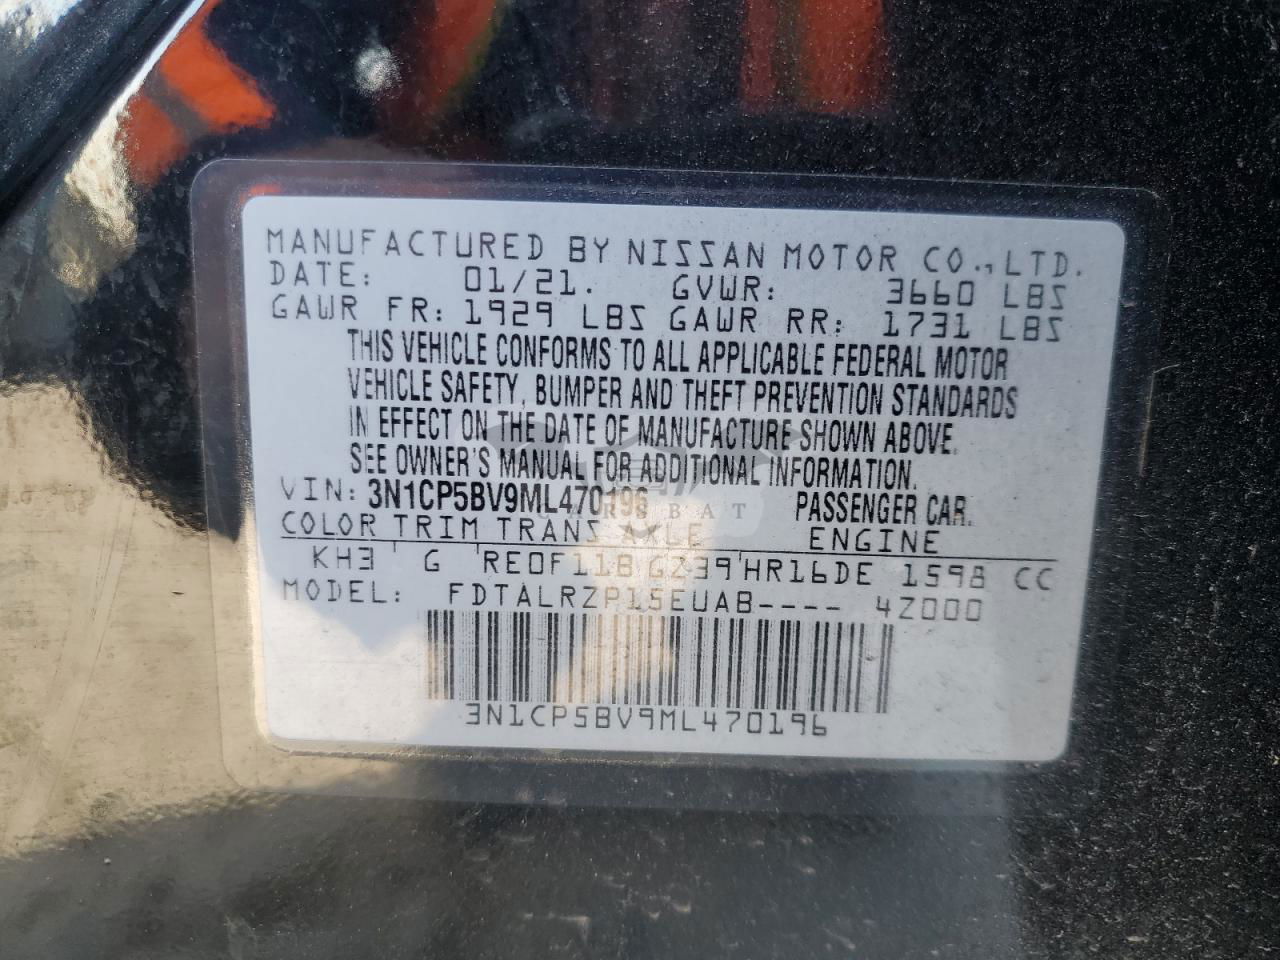 MANUFACTURED BY NISSAN MOTOR CO., LTD.
DATE: 01/21. GVWR: 3660 LBS
GAWR FR: 1929 LBS GAWR RR: 1731 LBS
THIS VEHICLE CONFORMS TO ALL APPLICABLE FEDERAL MOTOR
VEHICLE SAFETY, BUMPER AND THEFT PREVENTION STANDARDS
IN EFFECT ON THE DATE OF MANUFACTURE SHOWN ABOVE.
SEE OWNER'S MANUAL FOR ADDITIONAL INFORMATION.
VIN: 3N1CP5BV9ML470196 PASSENGER CAR.
CARSBAT
COLOR TRIM TRANS AXLE ENGINE
KH3 G RE0F11B GZ39 HR16DE 1598 CC
MODEL: FDTALRZP15EUAB---- 4Z000
3N1CP5BV9ML470196